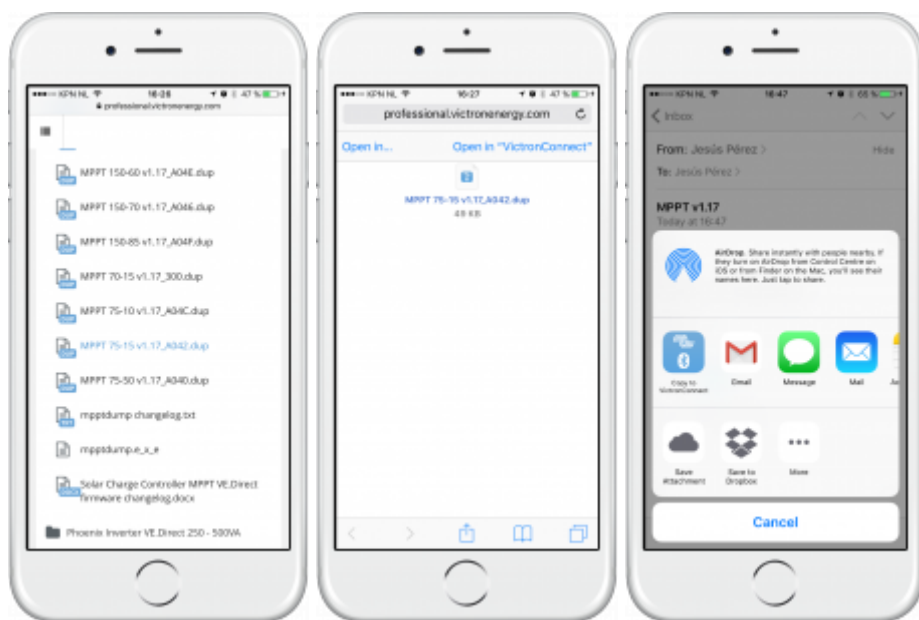 KPN NL 16:26 47 %
professional.victronenergy.com
MPPT 150-60 v1.17_A04E.dup
MPPT 150-70 v1.17_A046.dup
MPPT 150-85 v1.17_A04F.dup
MPPT 70-15 v1.17_300.dup
MPPT 75-10 v1.17_A04C.dup
MPPT 75-15 v1.17_A042.dup
MPPT 75-50 v1.17_A040.dup
mpptdump changelog.txt
mpptdump.e_x_e
Solar Charge Controller MPPT VE.Direct
firmware changelog.docx
Phoenix Inverter VE.Direct 250 - 500VA
KPN NL 16:27 47 %
professional.victronenergy.com
Open in... Open in "VictronConnect"
MPPT 75-15 v1.17_A042.dup
49 KB
KPN NL 16:47 65 %
Inbox
From: Jesús Pérez Hide
To: Jesús Pérez
MPPT v1.17
Today at 16:47
AirDrop. Share instantly with people nearby. If
they turn on AirDrop from Control Centre on
iOS or from Finder on the Mac, you'll see their
names here. Just tap to share.
Copy to
VictronConnect
Email
Message
Mail
Save
Attachment
Save to
Dropbox
More
Cancel